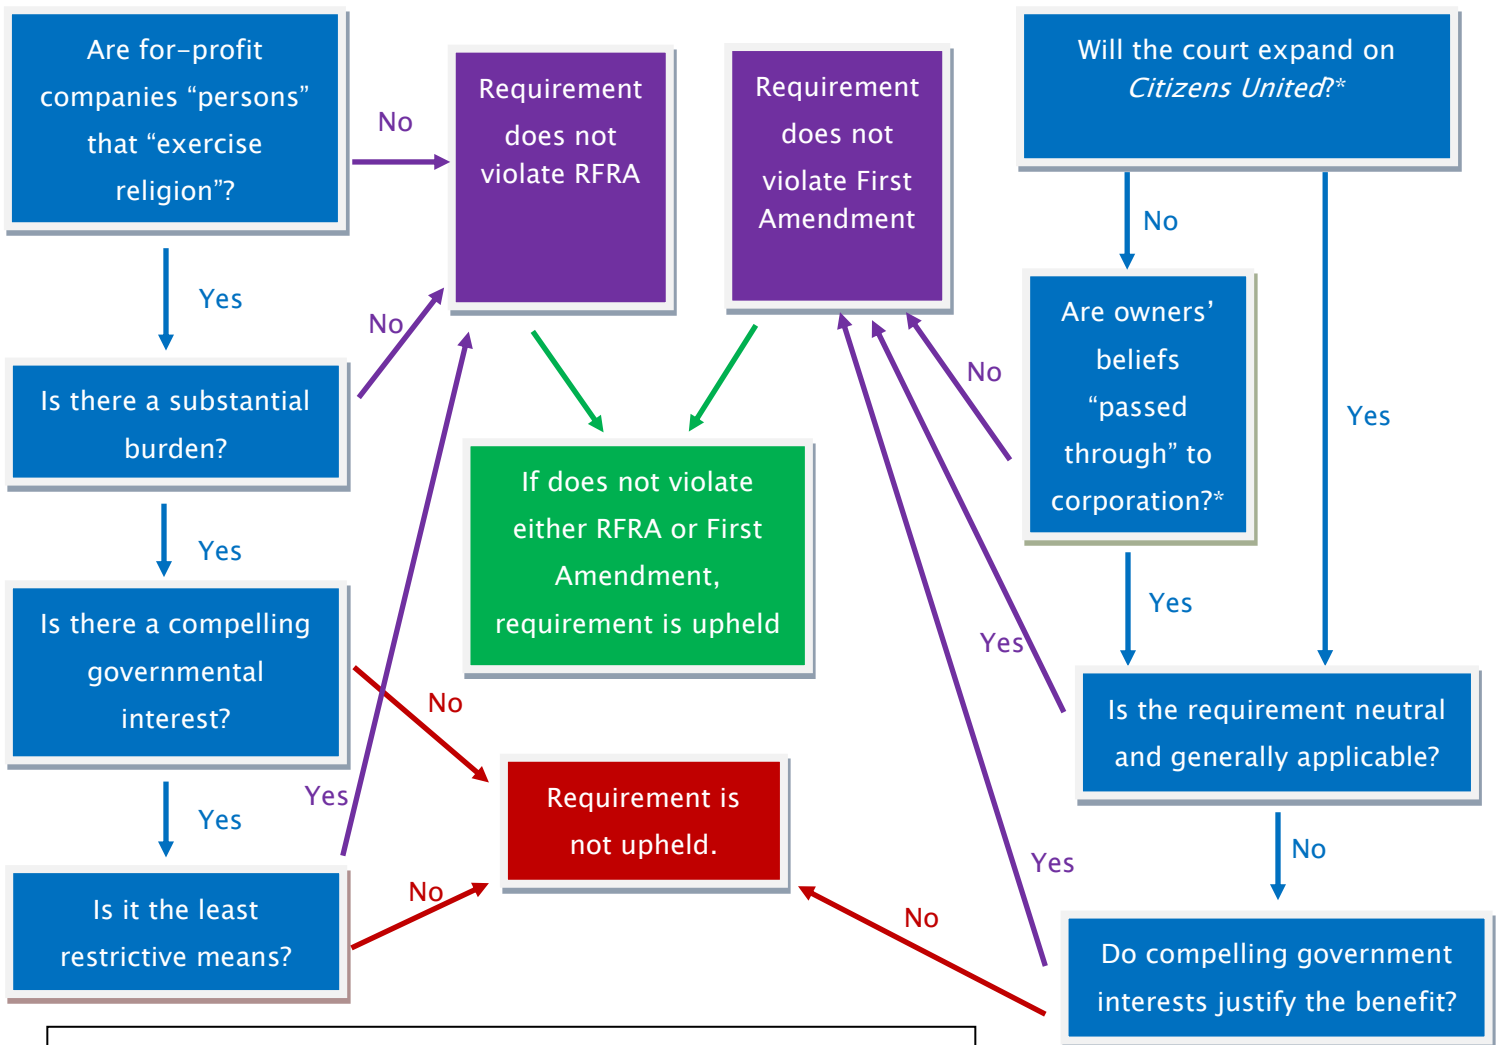 Are for-profit
companies “persons”
that “exercise
religion”?
No
Yes
Is there a substantial
burden?
No
Yes
Is there a compelling
governmental
interest?
No
Yes
Is it the least
restrictive means?
Yes
No
Requirement
does not
violate RFRA
Requirement
does not
violate First
Amendment
If does not violate
either RFRA or First
Amendment,
requirement is upheld
Requirement is
not upheld.
Will the court expand on
Citizens United?*
No
Yes
Are owners’
beliefs
“passed
through” to
corporation?*
No
Yes
Is the requirement neutral
and generally applicable?
Yes
No
Do compelling government
interests justify the benefit?
Yes
No